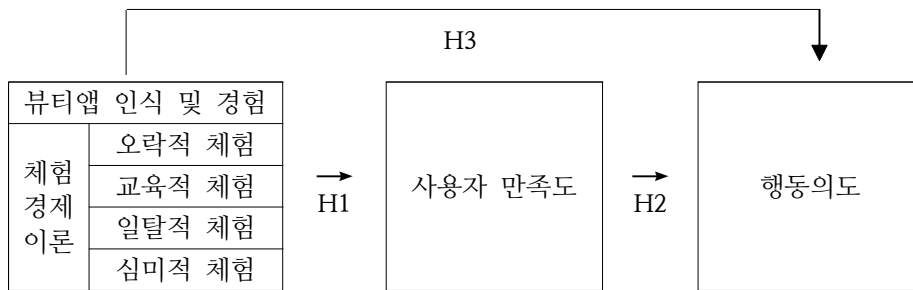 H3
뷰티앱 인식 및 경험
체험
경제
이론
오락적 체험
교육적 체험
일탈적 체험
심미적 체험
H1
사용자 만족도
H2
행동의도